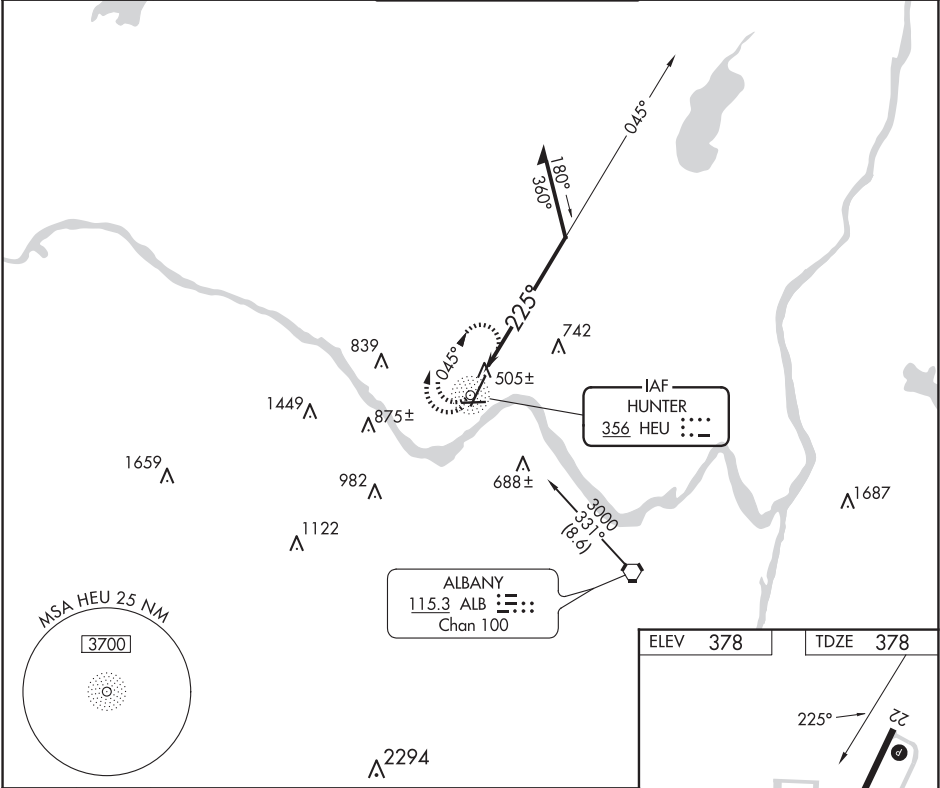 045°
180°
360°
225°
045°
742
839
505±
IAF
HUNTER
356 HEU
1449
875±
1659
982
688±
1687
3000
331°
(8.6)
1122
ALBANY
115.3 ALB
Chan 100
MSA HEU 25 NM
3700
ELEV 378
TDZE 378
225°
22
P
2294